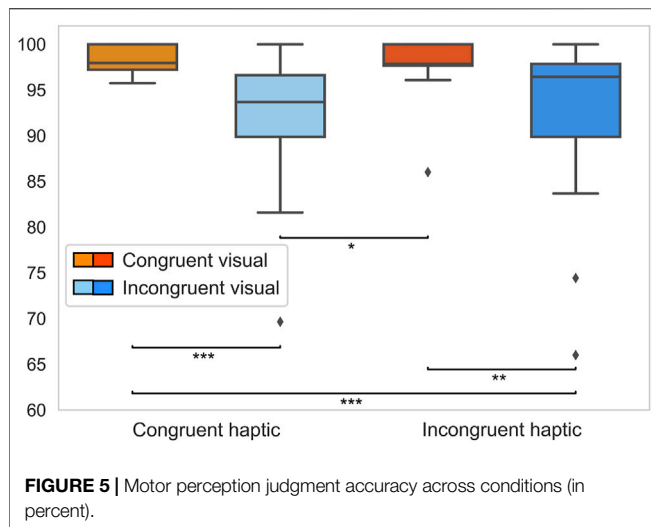 100
95
90
85
80
75
70
65
60
*
Congruent visual
Incongruent visual
***
**
***
Congruent haptic Incongruent haptic
FIGURE 5 | Motor perception judgment accuracy across conditions (in
percent).